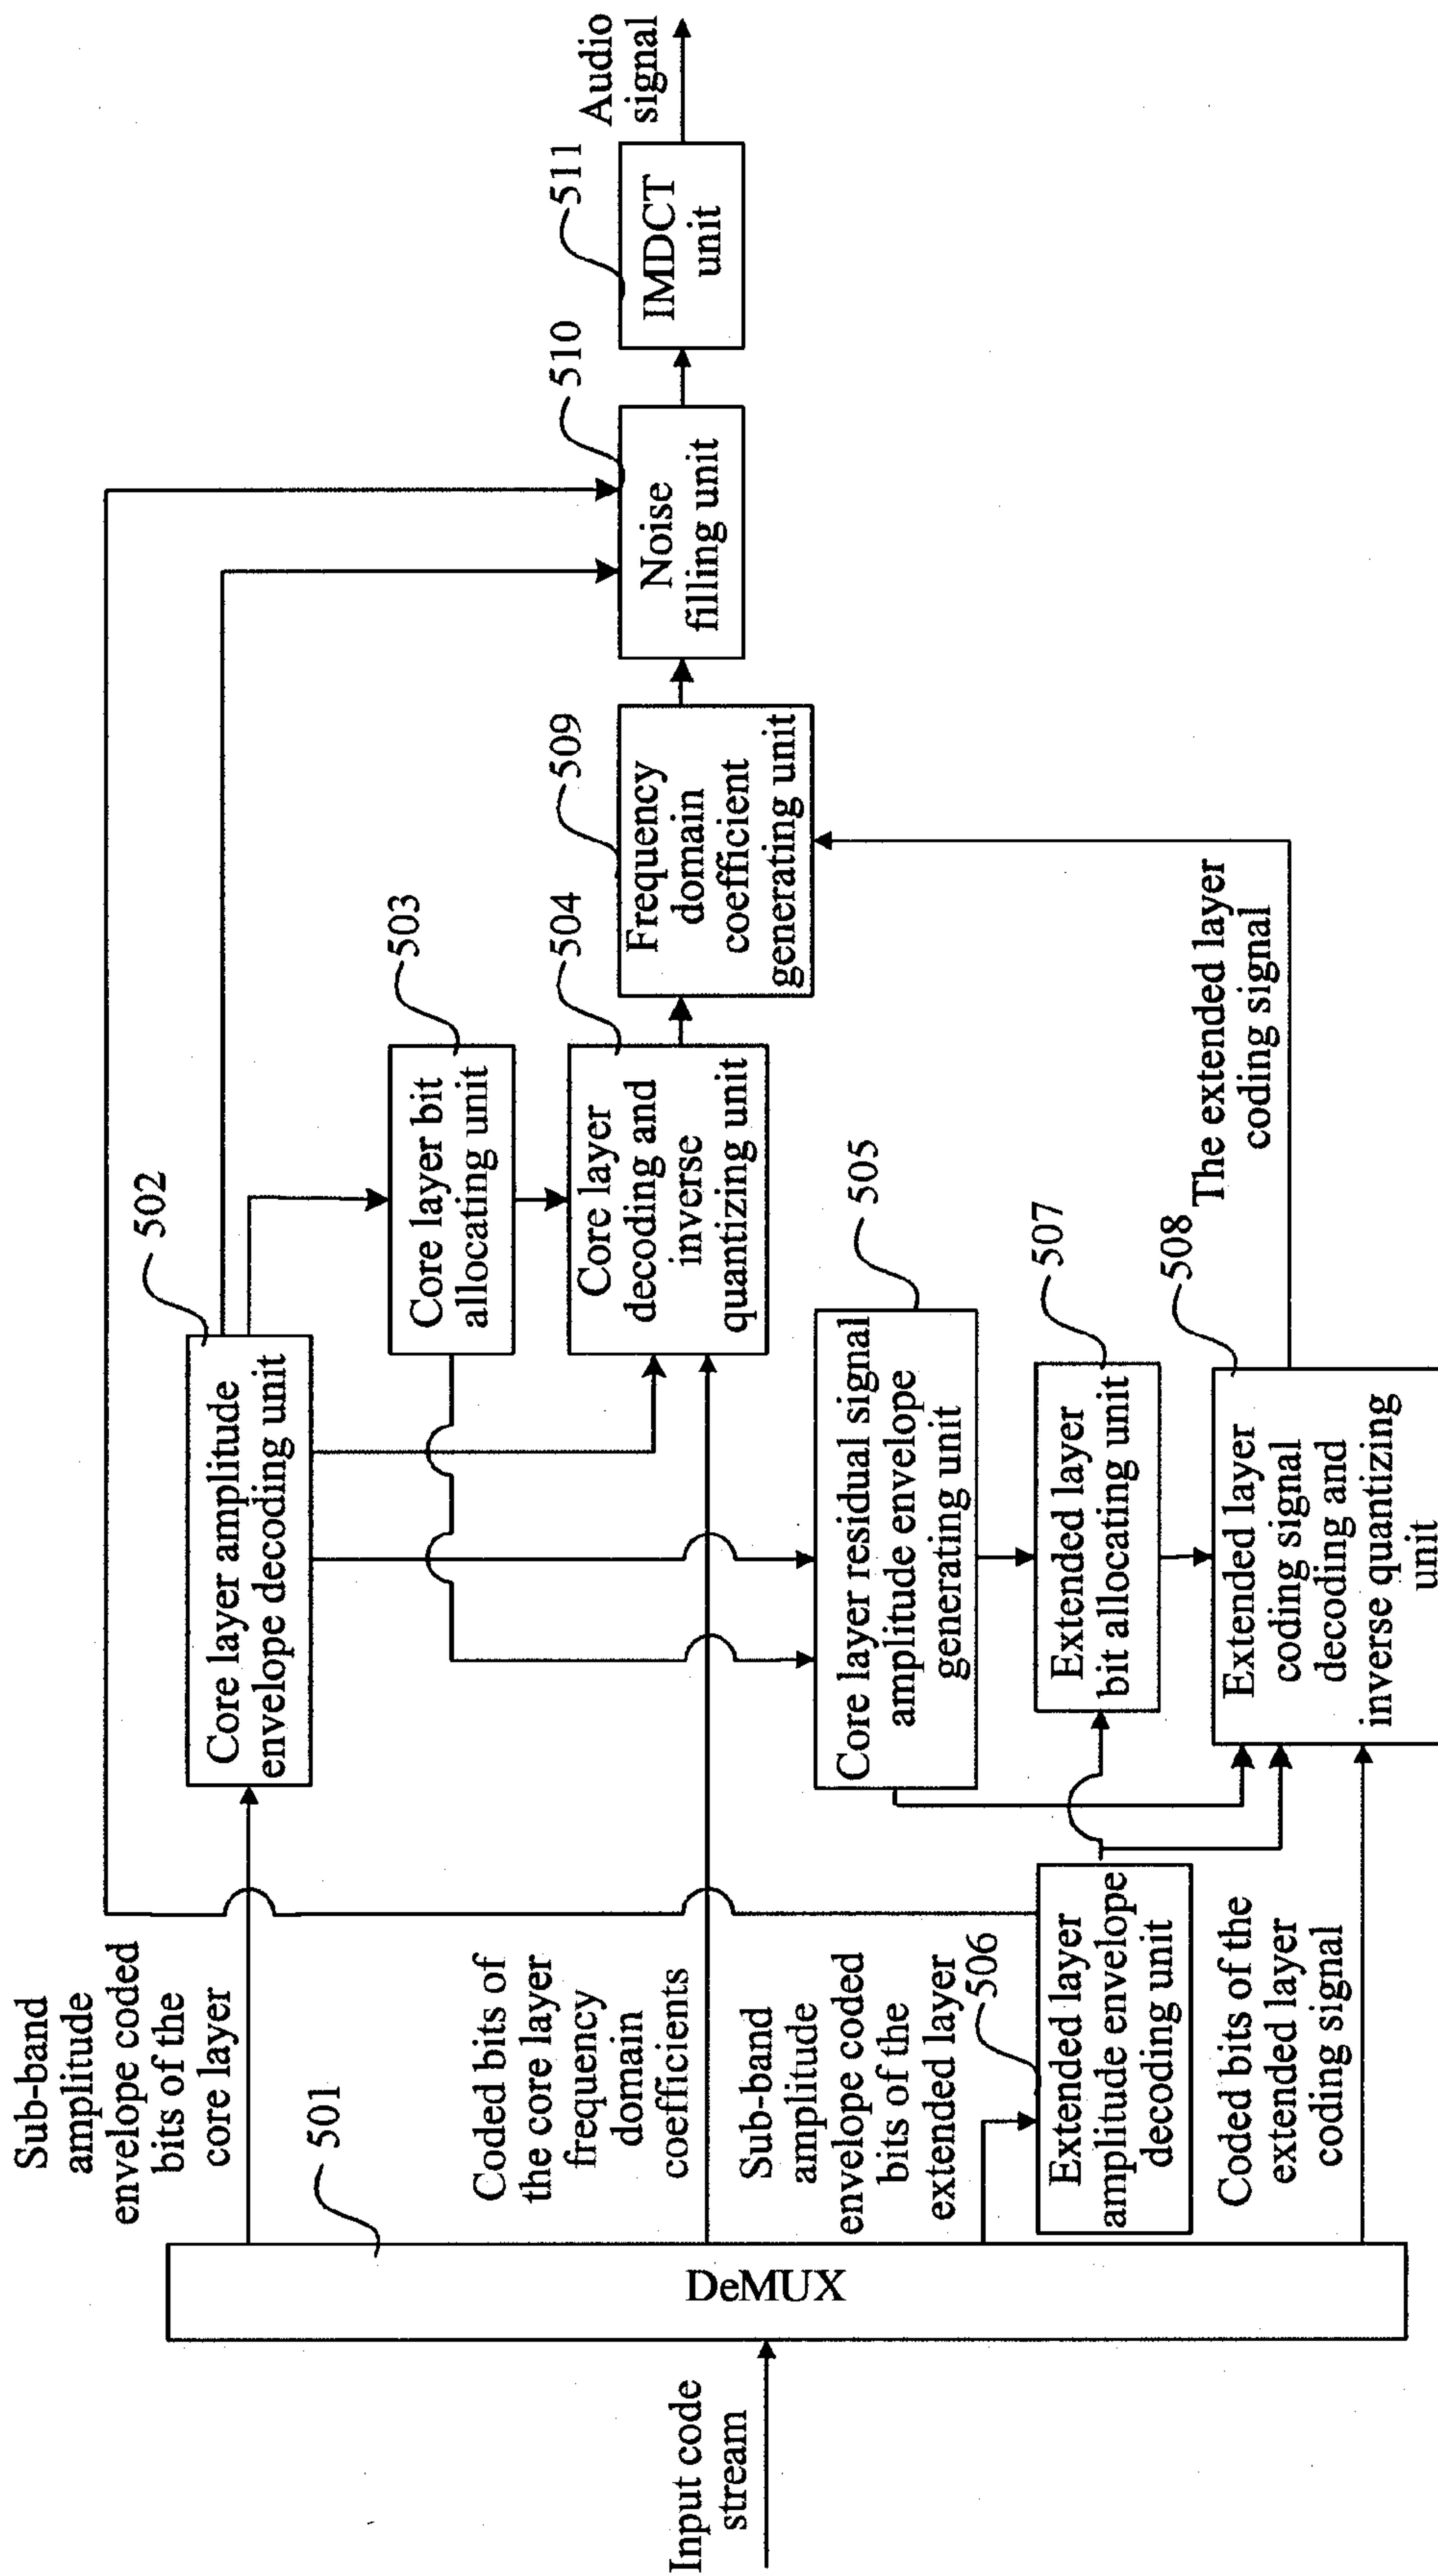 Input code
stream
DeMUX
501
Sub-band
amplitude
envelope coded
bits of the
core layer
Coded bits of
the core layer
frequency
domain
coefficients
Sub-band
amplitude
envelope coded
bits of the
extended layer
506
Extended layer
amplitude envelope
decoding unit
Coded bits of the
extended layer
coding signal
502
Core layer amplitude
envelope decoding unit
503
Core layer bit
allocating unit
504
Core layer
decoding and
inverse
quantizing unit
505
Core layer residual signal
amplitude envelope
generating unit
507
Extended layer
bit allocating unit
508
Extended layer
coding signal
decoding and
inverse quantizing
unit
The extended layer
coding signal
509
Frequency
domain
coefficient
generating unit
510
Noise
filling unit
511
IMDCT
unit
Audio
signal